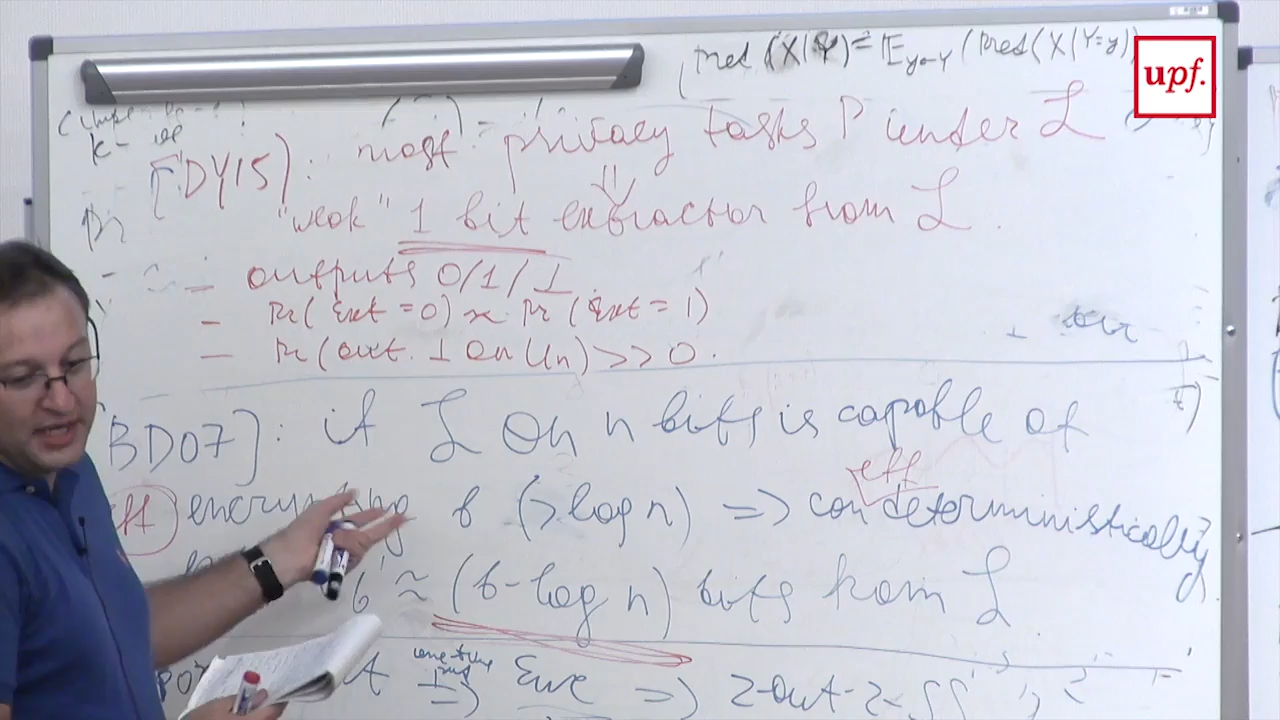 Pred (X|Y) = E y←Y (Pred(X|Y=y))
upf.
[DY15]: most privacy tasks P under L
⇓
"weak" 1 bit extractor from L.
- outputs 0/1/⊥
- Pr(Ext=0) ≈ Pr(Ext=1)
- Pr(out. ⊥ on Un) >> 0.
[BD07]: if L on n bits is capable of
eff
encrypting b (>log n) => can deterministically
b' ≈ (b-log n) bits from L.
=> Enc => 2-out-2-SS